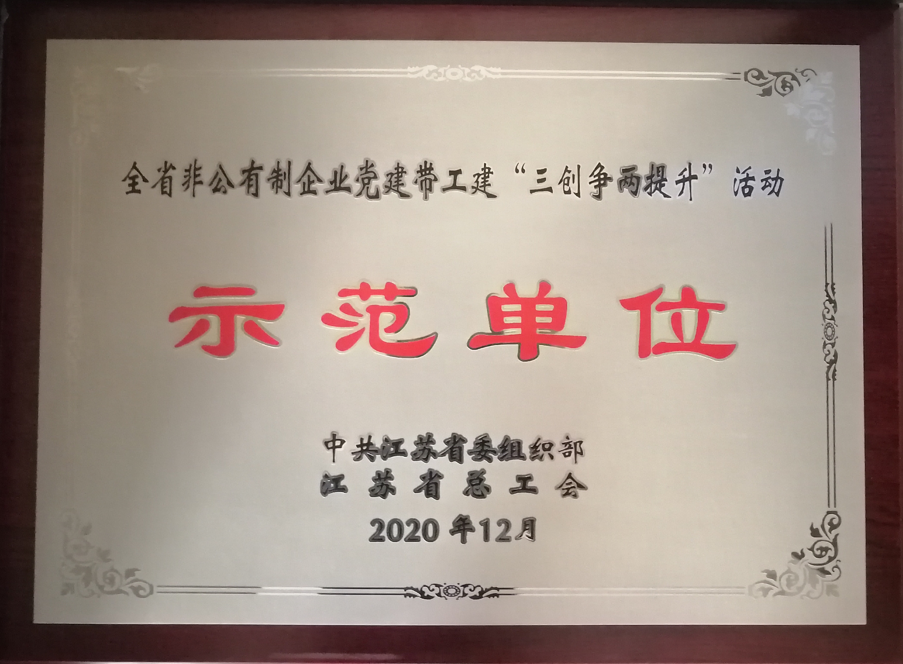 全省非公有制企业党建带工建“三创争两提升”活动
示范单位
中共江苏省委组织部
江苏省总工会
2020年12月